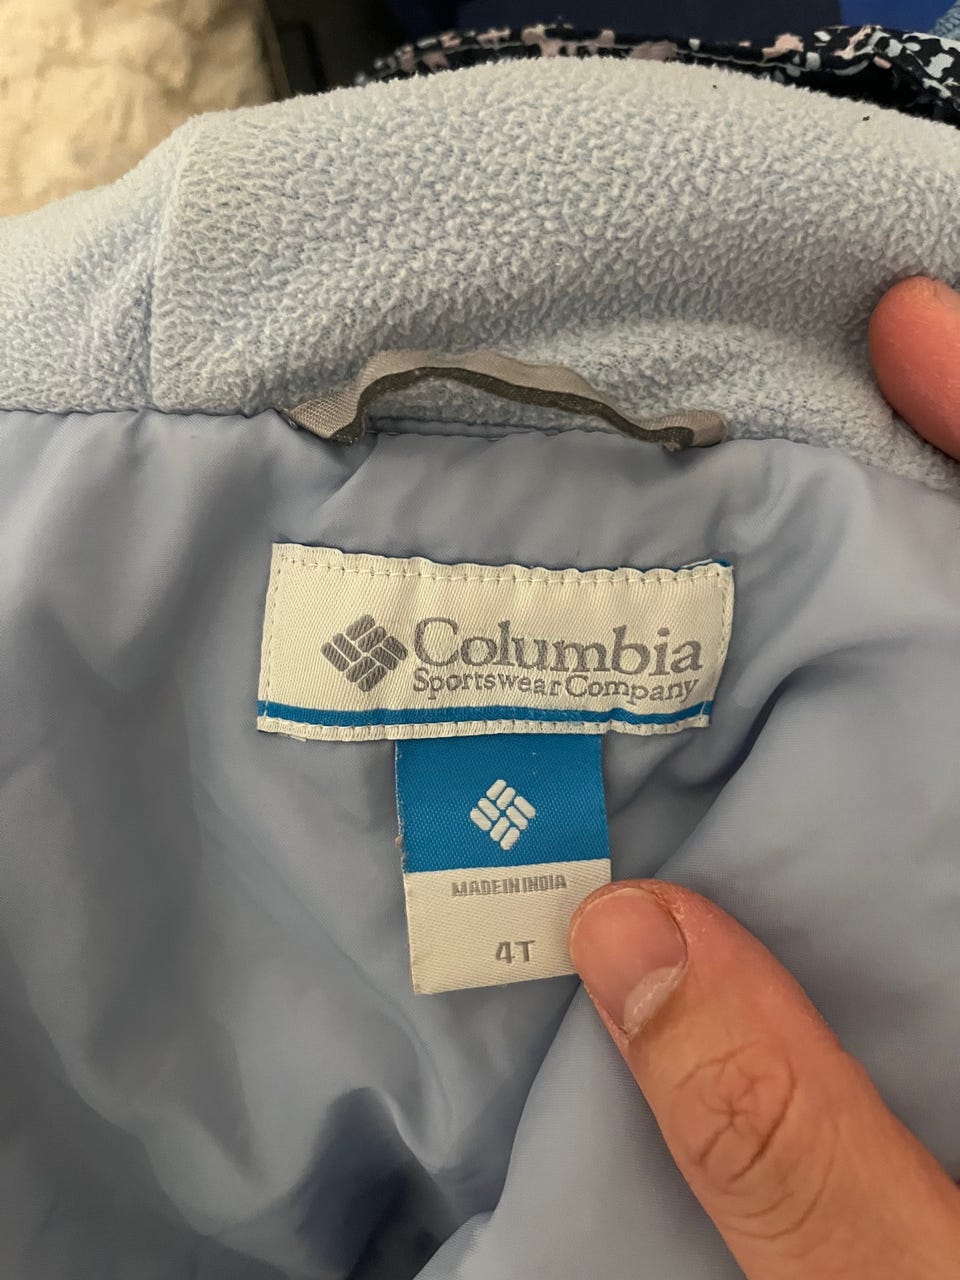 Columbia
Sportswear Company
MADE IN INDIA
4T